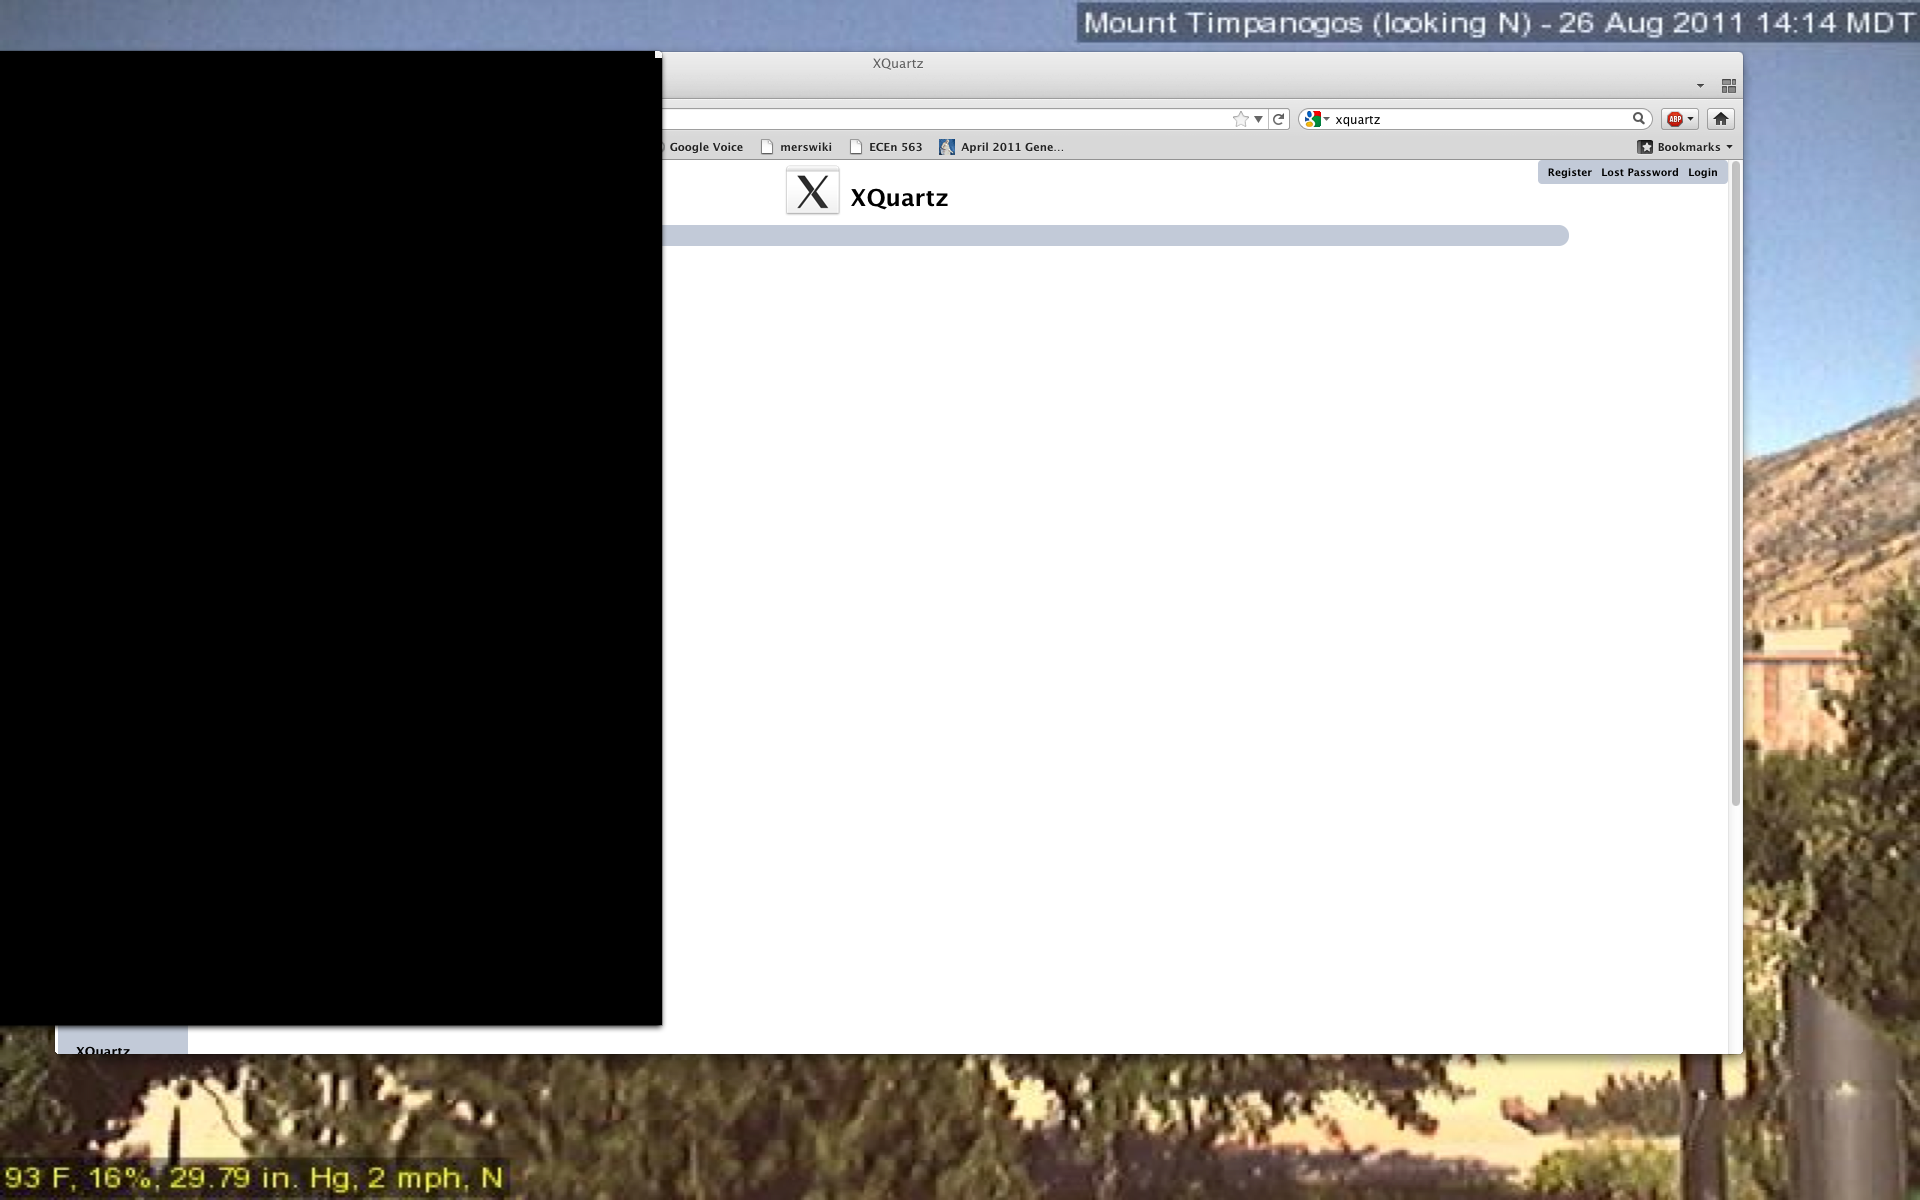 Mount Timpanogos (looking N) - 26 Aug 2011 14:14 MDT
XQuartz
xquartz
ABP
Google Voice merswiki ECEn 563 April 2011 Gene... Bookmarks
Register Lost Password Login
X XQuartz
XQuartz
93 F, 16%, 29.79 in. Hg, 2 mph, N